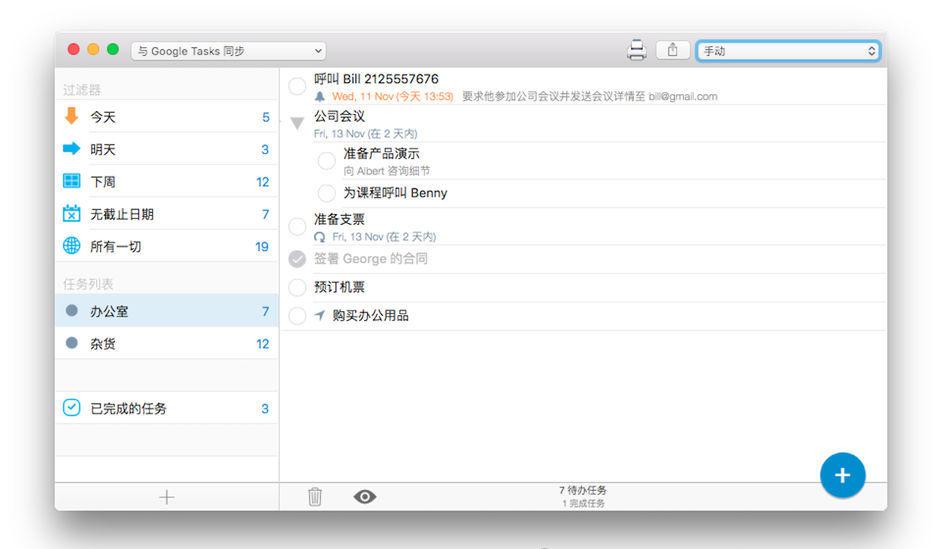 与 Google Tasks 同步
手动
过滤器
今天 5
明天 3
下周 12
无截止日期 7
所有一切 19
任务列表
办公室 7
杂货 12
已完成的任务 3
呼叫 Bill 2125557676
Wed, 11 Nov (今天 13:53) 要求他参加公司会议并发送会议详情至 bill@gmail.com
公司会议
Fri, 13 Nov (在 2 天内)
准备产品演示
向 Albert 咨询细节
为课程呼叫 Benny
准备支票
Fri, 13 Nov (在 2 天内)
签署 George 的合同
预订机票
购买办公用品
7 待办任务
1 完成任务